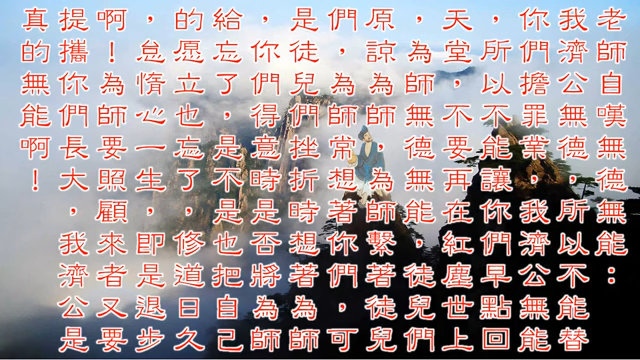 老師自嘆無德無能：
我濟公無德，所以不能替
你們擔罪業，我濟公無能
，所以不能讓你們早點回
天堂，不要再在紅塵世上
，為師無德無能，徒兒們
原諒為師，為師繫著徒兒
們，為師常想著你們，可
是徒兒們挫折時想著為師
，你們得意時是否將為師
給忘了，是不是也把自己
的愿立也忘了，修道日久
，怠惰心一生，即是退步
啊！為師要照顧來者又要
提攜你們長大，我濟公是
真的無能啊！